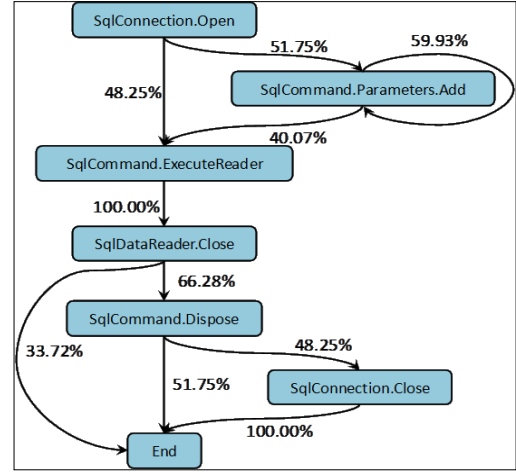 SqlConnection.Open
51.75%
59.93%
48.25%
SqlCommand.Parameters.Add
40.07%
SqlCommand.ExecuteReader
100.00%
SqlDataReader.Close
66.28%
SqlCommand.Dispose
33.72%
48.25%
51.75%
SqlConnection.Close
100.00%
End